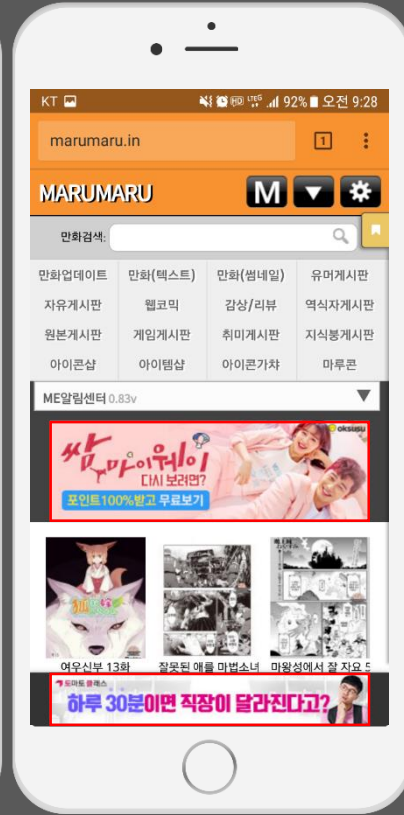 KT HD LTE 92% 오전 9:28
marumaru.in 1
MARUMARU M
만화검색:
만화업데이트 만화(텍스트) 만화(썸네일) 유머게시판
자유게시판 웹코믹 감상/리뷰 역식자게시판
원본게시판 게임게시판 취미게시판 지식붕게시판
아이콘샵 아이템샵 아이콘가챠 마루콘
ME알림센터 0.83v
oksusu
쌈, 마이웨이
다시 보려면?
포인트100%받고 무료보기
여우신부 13화 잘못된 애를 마법소녀 마왕성에서 잘 자요 5
토마토클래스
하루 30분이면 직장이 달라진다고?